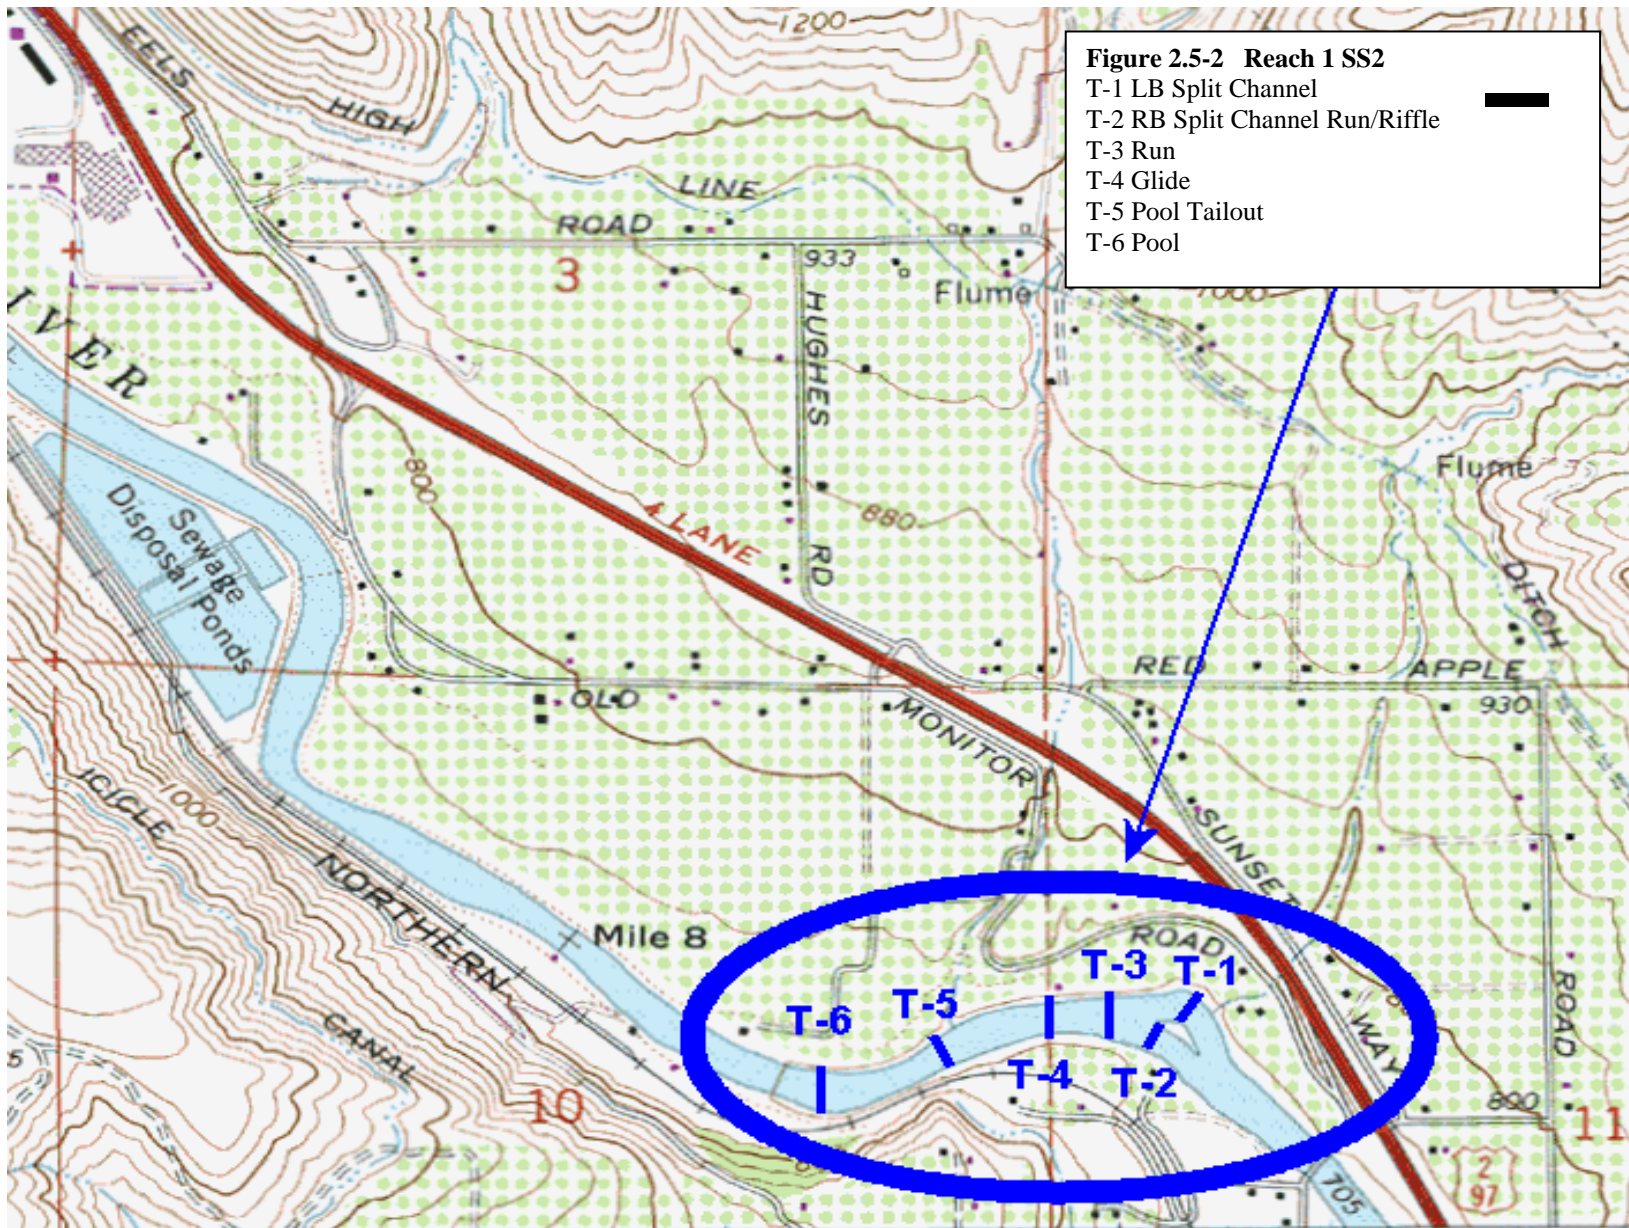 1200
Figure 2.5-2 Reach 1 SS2
T-1 LB Split Channel
T-2 RB Split Channel Run/Riffle
T-3 Run
T-4 Glide
T-5 Pool Tailout
T-6 Pool
EELS
HIGH
LINE
ROAD
933
3
Flume
1000
IVER
HUGHES
RD
800
4 LANE
880
Flume
DITCH
Sewage
Disposal Ponds
RED APPLE
930
OLD
MONITOR
ICICLE
1000
SUNSET
WAY
NORTHERN
Mile 8
ROAD
T-3
T-1
T-5
T-6
T-4
T-2
ROAD
CANAL
5
10
800
11
2
97
705